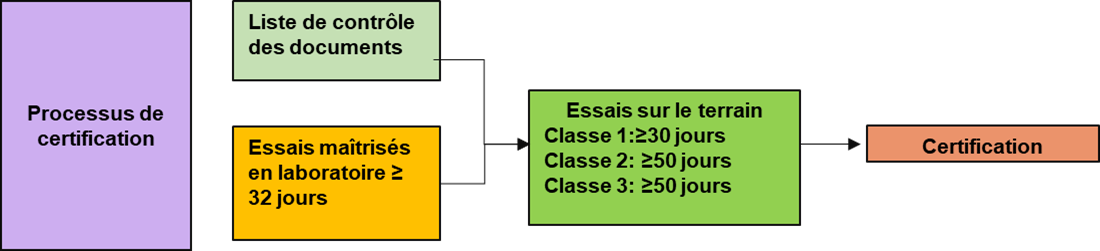 Processus de
certification
Liste de contrôle
des documents
Essais maîtrisés
en laboratoire ≥
32 jours
Essais sur le terrain
Classe 1:≥30 jours
Classe 2: ≥50 jours
Classe 3: ≥50 jours
Certification